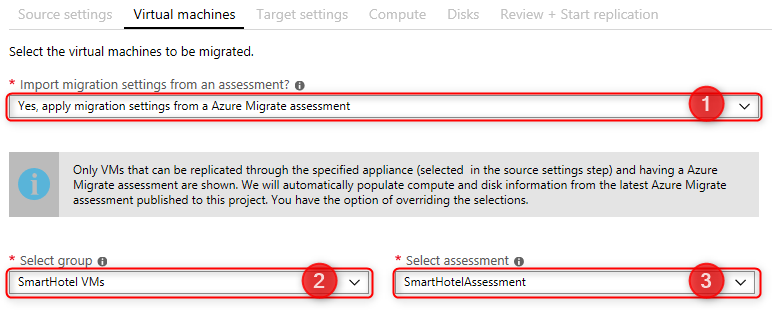 Source settings Virtual machines Target settings Compute Disks Review + Start replication
Select the virtual machines to be migrated.
* Import migration settings from an assessment? i
Yes, apply migration settings from a Azure Migrate assessment 1
i
Only VMs that can be replicated through the specified appliance (selected in the source settings step) and having a Azure
Migrate assessment are shown. We will automatically populate compute and disk information from the latest Azure Migrate
assessment published to this project. You have the option of overriding the selections.
* Select group i * Select assessment i
SmartHotel VMs 2 SmartHotelAssessment 3